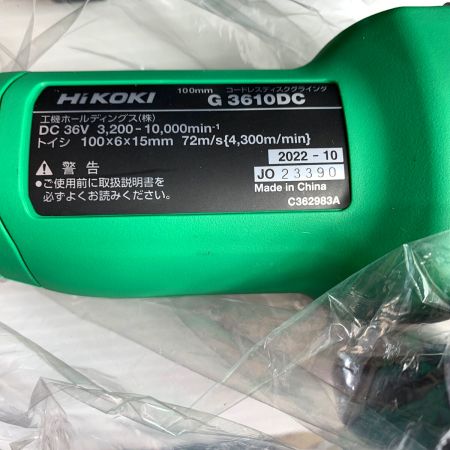 100mm コードレスディスクグラインダ
HiKOKI G 3610DC
工機ホールディングス(株)
DC 36V 3,200-10,000min⁻¹
トイシ 100×6×15mm 72m/s{4,300m/min}
⚠ 警告
●ご使用前に取扱説明書を
必ずよくお読みください。
2022-10
JO 23390
Made in China
C362983A